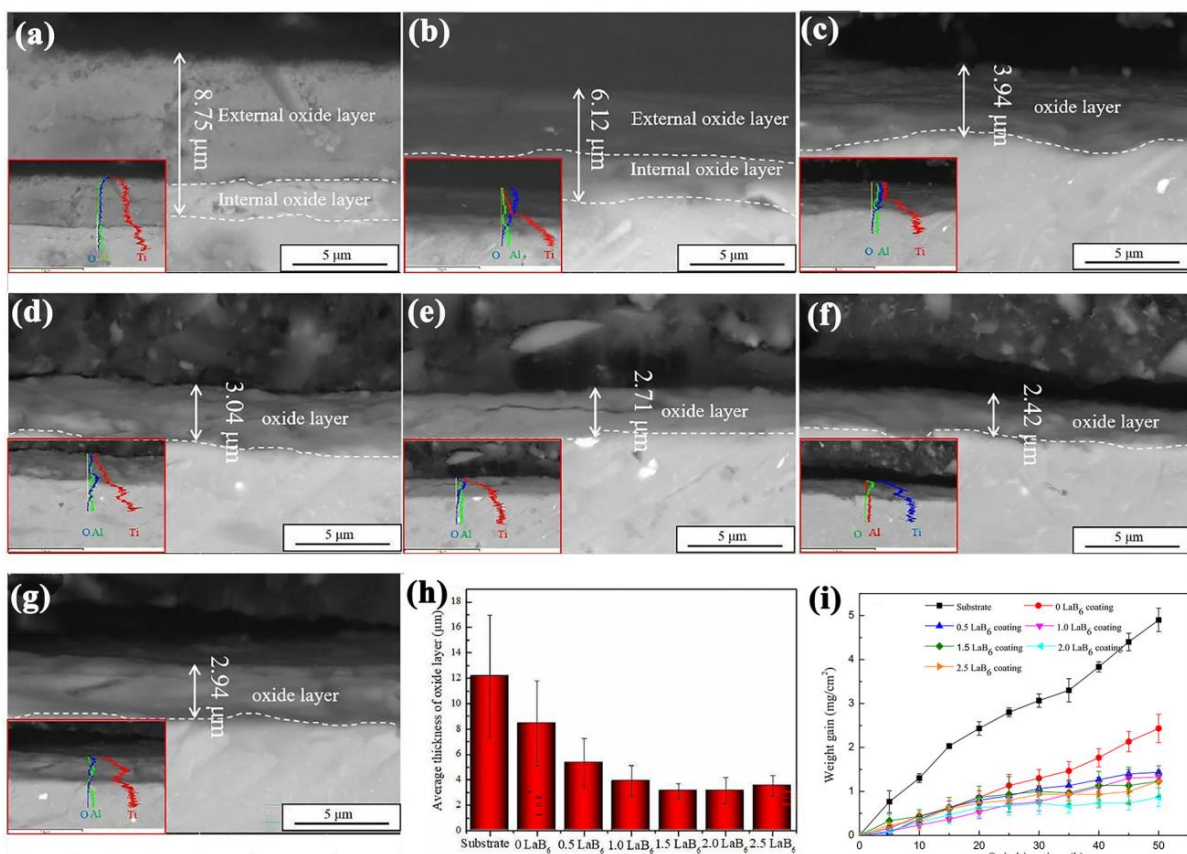 (a)
8.75 μm
External oxide layer
Internal oxide layer
O
Ti
5 μm
(b)
6.12 μm
External oxide layer
Internal oxide layer
O Al Ti
5 μm
(c)
3.94 μm
oxide layer
O Al Ti
5 μm
(d)
3.04 μm
oxide layer
O Al Ti
5 μm
(e)
2.71 μm
oxide layer
O Al Ti
5 μm
(f)
2.42 μm
oxide layer
O Al Ti
5 μm
(g)
2.94 μm
oxide layer
O Al Ti
5 μm
(h)
Average thickness of oxide layer (μm)
18
16
14
12
10
8
6
4
2
0
Substrate 0 LaB6 0.5 LaB6 1.0 LaB6 1.5 LaB6 2.0 LaB6 2.5 LaB6
(i)
Substrate 0 LaB6 coating
0.5 LaB6 coating 1.0 LaB6 coating
1.5 LaB6 coating 2.0 LaB6 coating
2.5 LaB6 coating
Weight gain (mg/cm2)
5
4
3
2
1
0
0 10 20 30 40 50